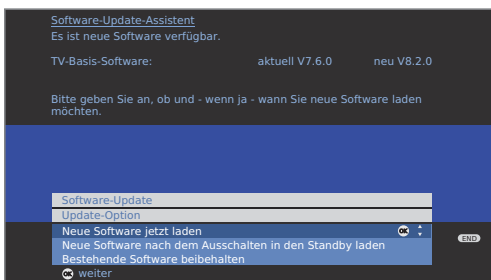 Software-Update-Assistent
Es ist neue Software verfügbar.
TV-Basis-Software: aktuell V7.6.0 neu V8.2.0
Bitte geben Sie an, ob und - wenn ja - wann Sie neue Software laden
möchten.
Software-Update
Update-Option
Neue Software jetzt laden OK
END
Neue Software nach dem Ausschalten in den Standby laden
Bestehende Software beibehalten
OK weiter